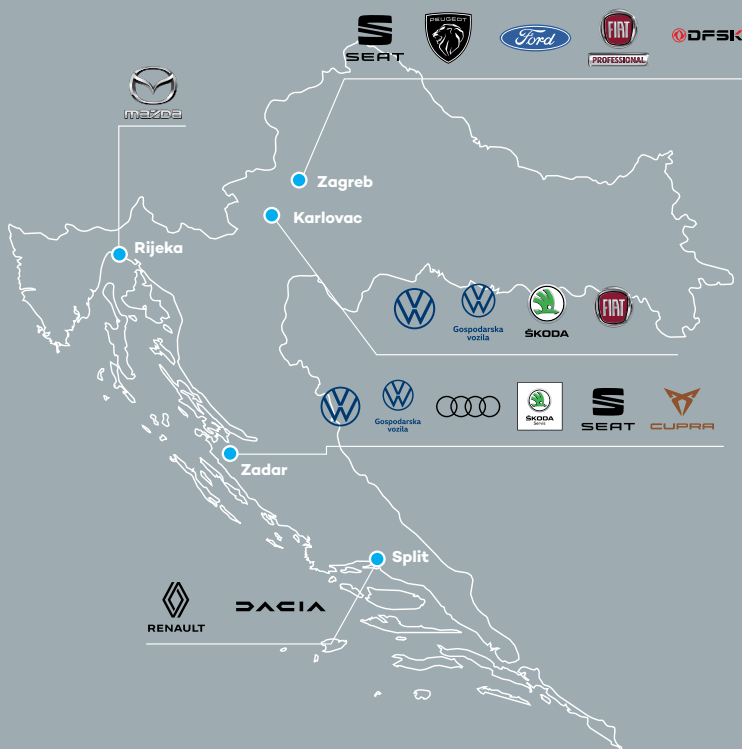 SEAT
PEUGEOT
Ford
FIAT
PROFESSIONAL
DFSK
mazda
Zagreb
Karlovac
Rijeka
Gospodarska
vozila
ŠKODA
FIAT
Gospodarska
vozila
ŠKODA
Servis
SEAT
CUPRA
Zadar
Split
RENAULT
DACIA